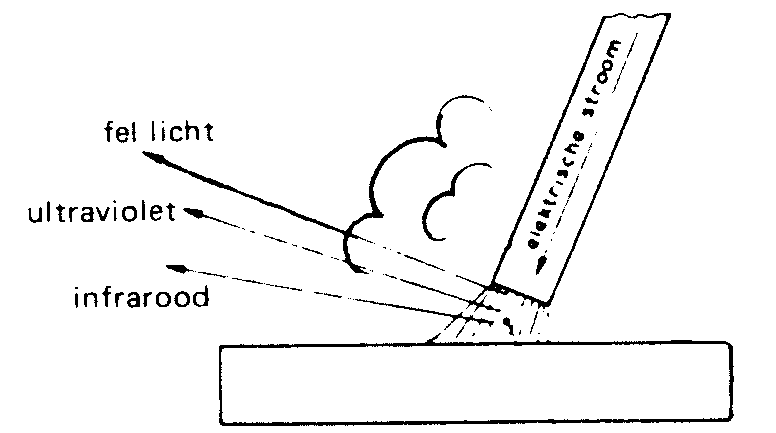 elektrische stroom
fel licht
ultraviolet
infrarood